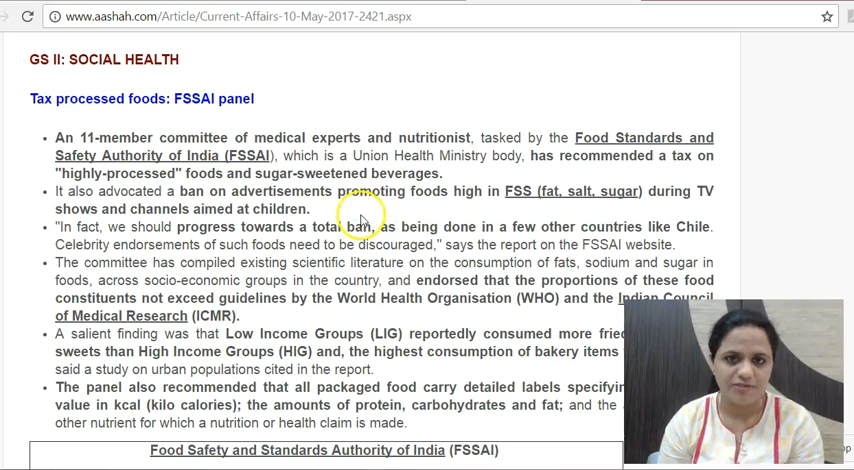 www.aashah.com/Article/Current-Affairs-10-May-2017-2421.aspx
GS II: SOCIAL HEALTH
Tax processed foods: FSSAI panel
• An 11-member committee of medical experts and nutritionist, tasked by the Food Standards and
Safety Authority of India (FSSAI), which is a Union Health Ministry body, has recommended a tax on
"highly-processed" foods and sugar-sweetened beverages.
• It also advocated a ban on advertisements promoting foods high in FSS (fat, salt, sugar) during TV
shows and channels aimed at children.
• "In fact, we should progress towards a total ban, as being done in a few other countries like Chile.
Celebrity endorsements of such foods need to be discouraged," says the report on the FSSAI website.
• The committee has compiled existing scientific literature on the consumption of fats, sodium and sugar in
foods, across socio-economic groups in the country, and endorsed that the proportions of these food
constituents not exceed guidelines by the World Health Organisation (WHO) and the Indian Council
of Medical Research (ICMR).
• A salient finding was that Low Income Groups (LIG) reportedly consumed more
sweets than High Income Groups (HIG) and, the highest consumption of bakery items
said a study on urban populations cited in the report.
• The panel also recommended that all packaged food carry detailed labels
value in kcal (kilo calories); the amounts of protein, carbohydrates and fat; and the
other nutrient for which a nutrition or health claim is made.
Food Safety and Standards Authority of India (FSSAI)